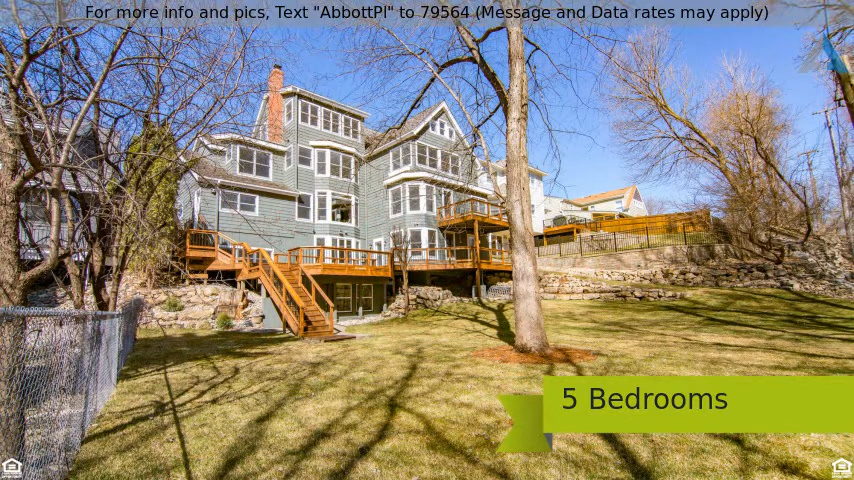 For more info and pics, Text "AbbottPl" to 79564 (Message and Data rates may apply)
5 Bedrooms